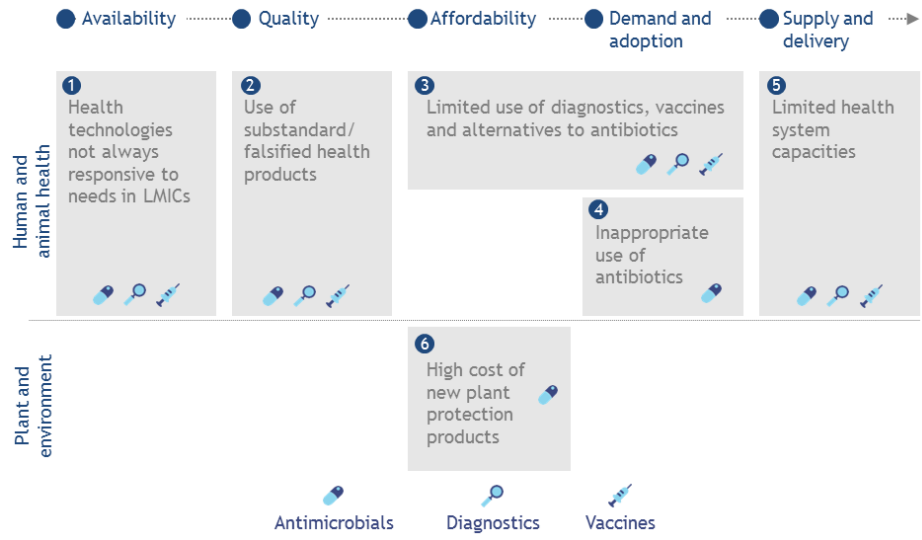 Availability
Quality
Affordability
Demand and
adoption
Supply and
delivery
Human and
animal health
1
Health
technologies
not always
responsive to
needs in LMICs
2
Use of
substandard/
falsified health
products
3
Limited use of diagnostics, vaccines
and alternatives to antibiotics
4
Inappropriate
use of
antibiotics
5
Limited health
system
capacities
Plant and
environment
6
High cost of
new plant
protection
products
Antimicrobials
Diagnostics
Vaccines